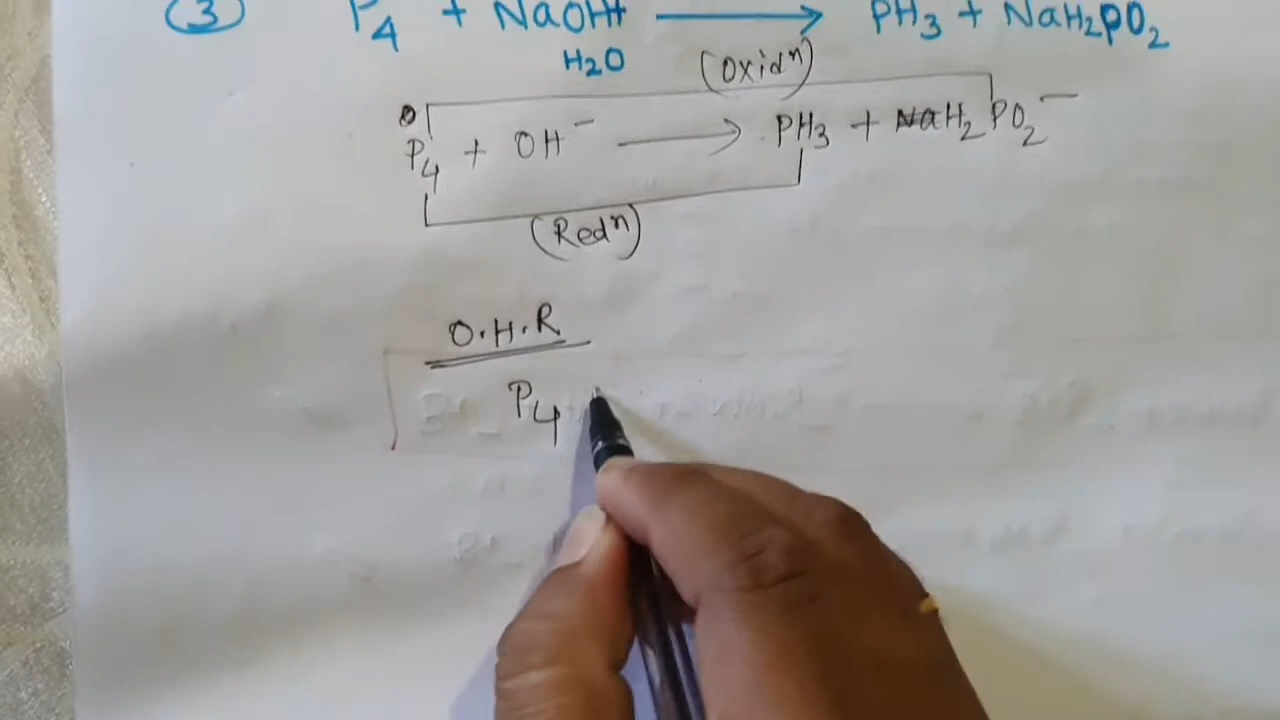 3 P4 + NaOH + H2O ⟶ PH3 + NaH2PO2
(Oxidⁿ)
0
P4 + OH⁻ ⟶ PH3 + NaH2PO2⁻
(Redⁿ)
O.H.R
P4